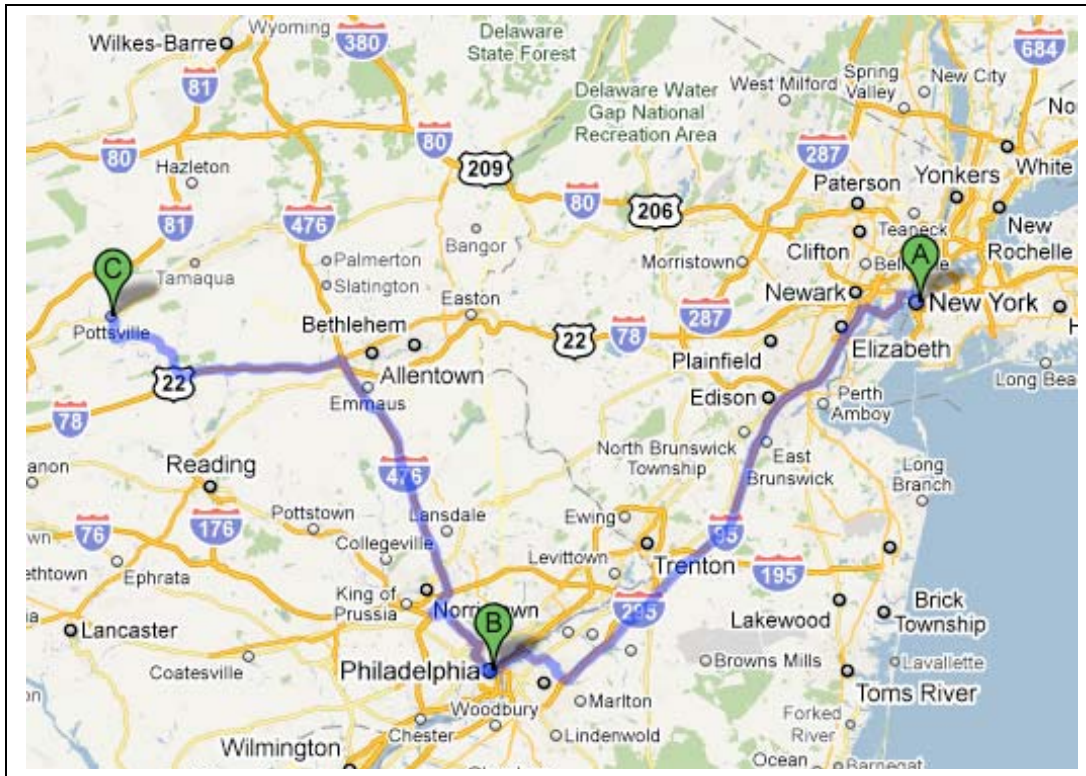 Wyoming
Wilkes-Barre
380
Delaware
State Forest
684
81
West Milford
Spring
Valley
New City
Delaware Water
Gap National
Recreation Area
80
80
287
White
Hazleton
209
Paterson
Yonkers
81
476
80
206
Teaneck
New
Rochelle
Bangor
Clifton
A
C
Tamaqua
Palmerton
Morristown
Slatington
Newark
New York
Easton
287
Pottsville
Bethlehem
22
78
Elizabeth
Plainfield
22
Allentown
Long Bea
Emmaus
Edison
Perth
Amboy
78
North Brunswick
Township
East
Brunswick
Reading
anon
476
Long
Branch
Pottstown
Lansdale
Ewing
76
176
95
Collegeville
Levittown
Trenton
195
Ephrata
King of
Prussia
295
Lakewood
Brick
Township
B
Lancaster
Coatesville
Philadelphia
Browns Mills
Lavallette
Toms River
Marlton
Woodbury
Chester
Lindenwold
Forked
River
Wilmington
Ocean
Barnegat